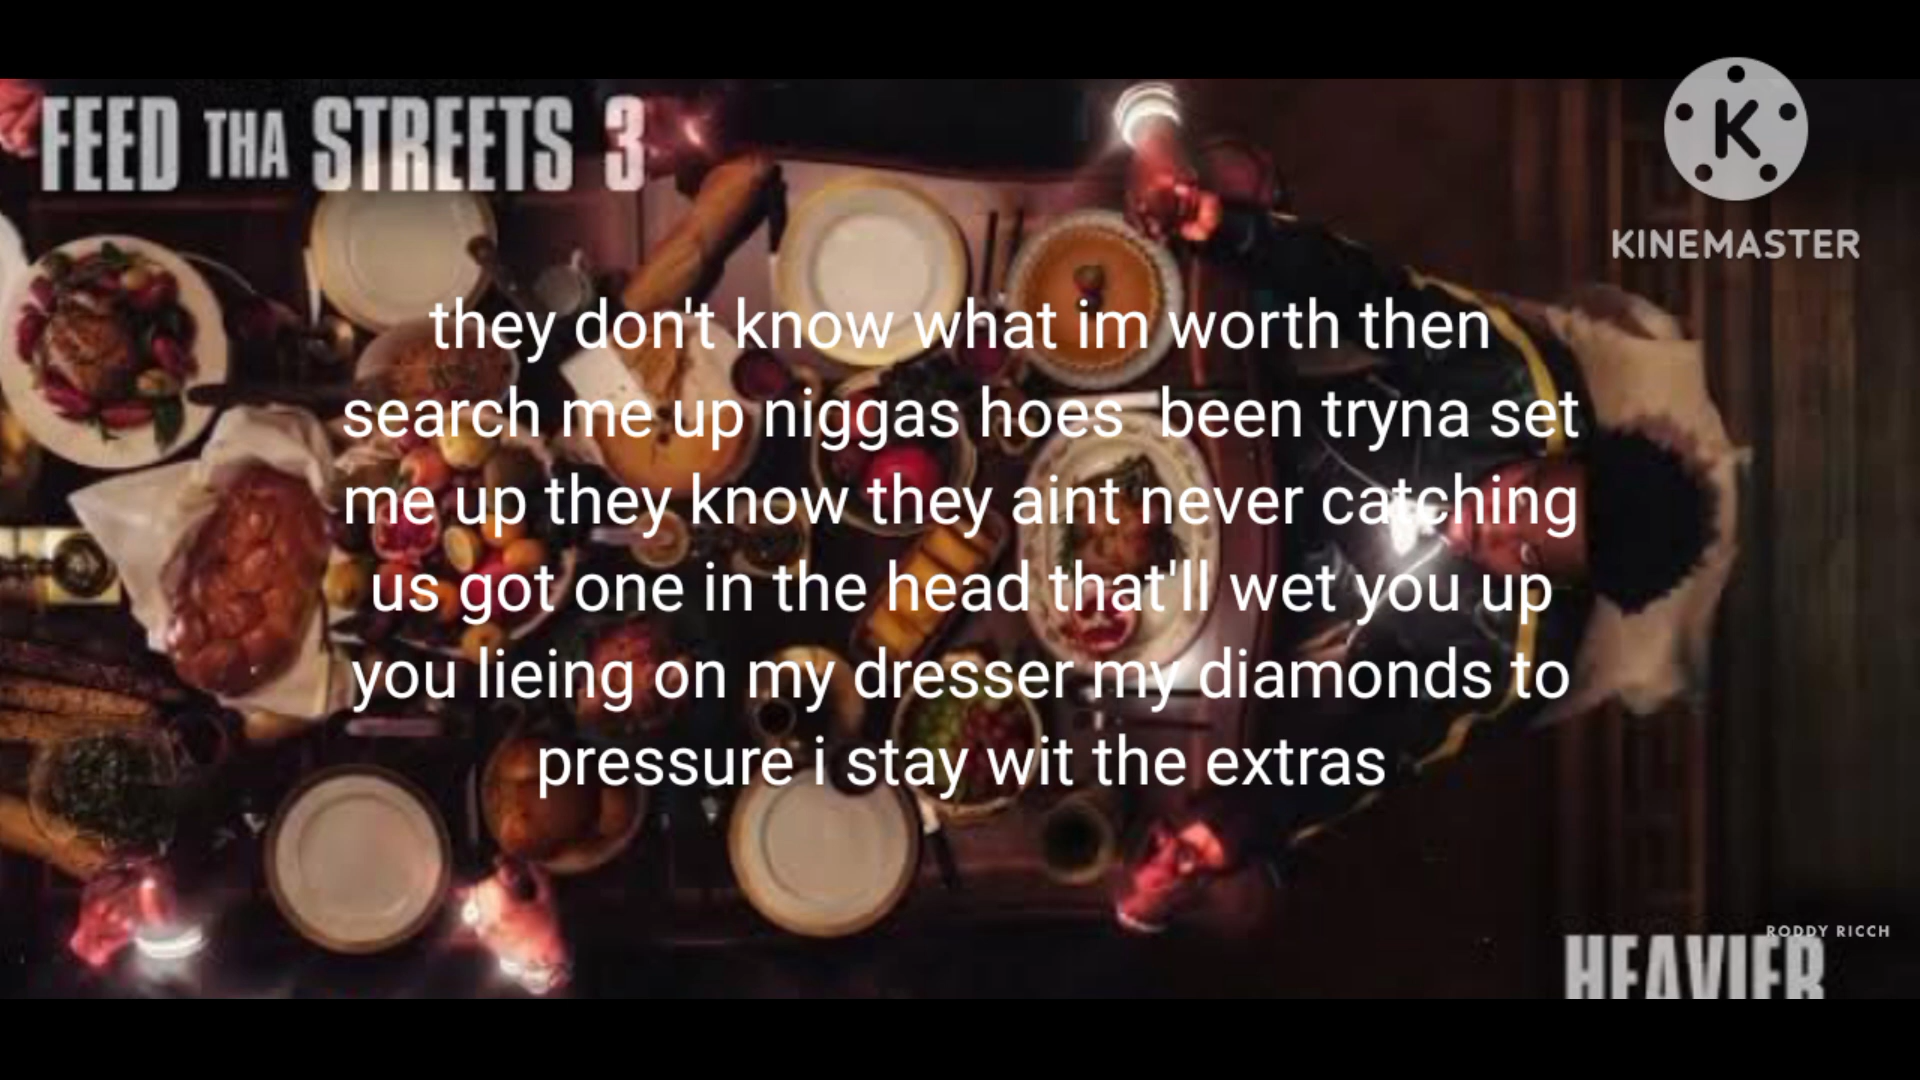 FEED THA STREETS 3
KINEMASTER
they don't know what im worth then
search me up niggas hoes  been tryna set
me up they know they aint never catching
us got one in the head that'll wet you up
you lieing on my dresser my diamonds to
pressure i stay wit the extras
RODDY RICCH
HEAVIER